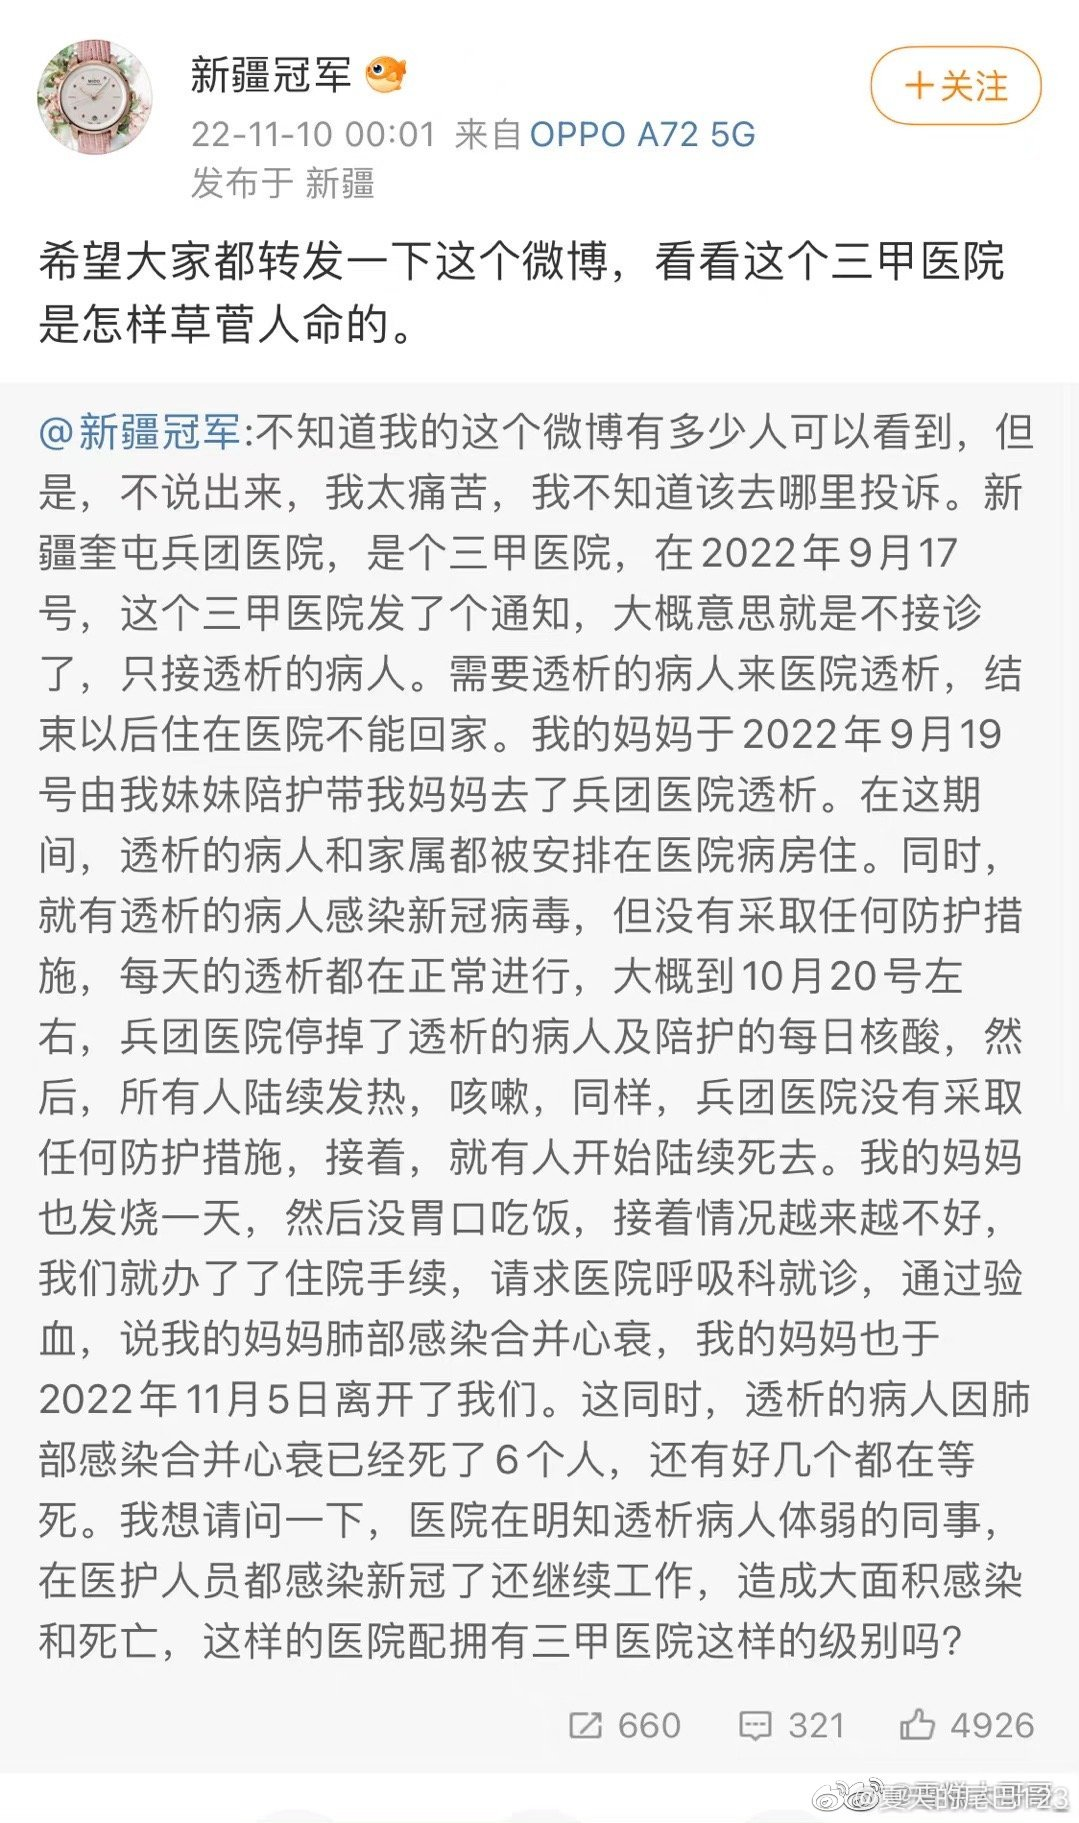 新疆冠军
22-11-10 00:01 来自 OPPO A72 5G
发布于 新疆
＋关注
希望大家都转发一下这个微博，看看这个三甲医院
是怎样草菅人命的。
@新疆冠军:不知道我的这个微博有多少人可以看到，但
是，不说出来，我太痛苦，我不知道该去哪里投诉。新
疆奎屯兵团医院，是个三甲医院，在2022年9月17
号，这个三甲医院发了个通知，大概意思就是不接诊
了，只接透析的病人。需要透析的病人来医院透析，结
束以后住在医院不能回家。我的妈妈于2022年9月19
号由我妹妹陪护带我妈妈去了兵团医院透析。在这期
间，透析的病人和家属都被安排在医院病房住。同时，
就有透析的病人感染新冠病毒，但没有采取任何防护措
施，每天的透析都在正常进行，大概到10月20号左
右，兵团医院停掉了透析的病人及陪护的每日核酸，然
后，所有人陆续发热，咳嗽，同样，兵团医院没有采取
任何防护措施，接着，就有人开始陆续死去。我的妈妈
也发烧一天，然后没胃口吃饭，接着情况越来越不好，
我们就办了了住院手续，请求医院呼吸科就诊，通过验
血，说我的妈妈肺部感染合并心衰，我的妈妈也于
2022年11月5日离开了我们。这同时，透析的病人因肺
部感染合并心衰已经死了6个人，还有好几个都在等
死。我想请问一下，医院在明知透析病人体弱的同事，
在医护人员都感染新冠了还继续工作，造成大面积感染
和死亡，这样的医院配拥有三甲医院这样的级别吗？
660 321 4926